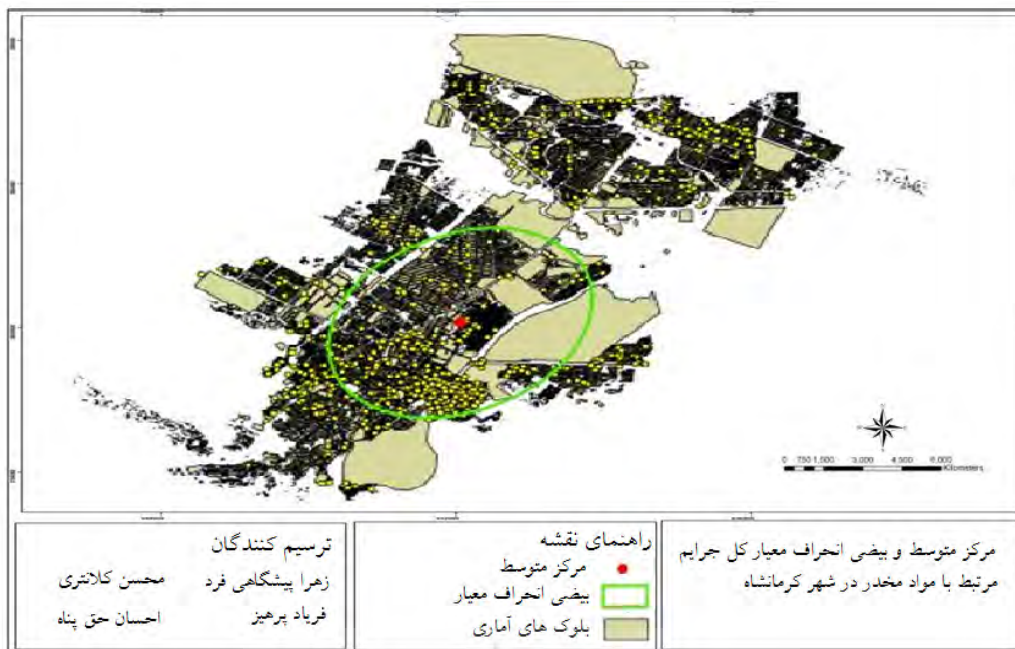 0 750 1,500 3,000 4,500 6,000
Kilometers
مرکز متوسط و بیضی انحراف معیار کل جرایم
مرتبط با مواد مخدر در شهر کرمانشاه
راهنمای نقشه
مرکز متوسط
بیضی انحراف معیار
بلوک های آماری
ترسیم کنندگان
زهرا پیشگاهی فرد
محسن کلانتری
فریاد پرهیز
احسان حق پناه